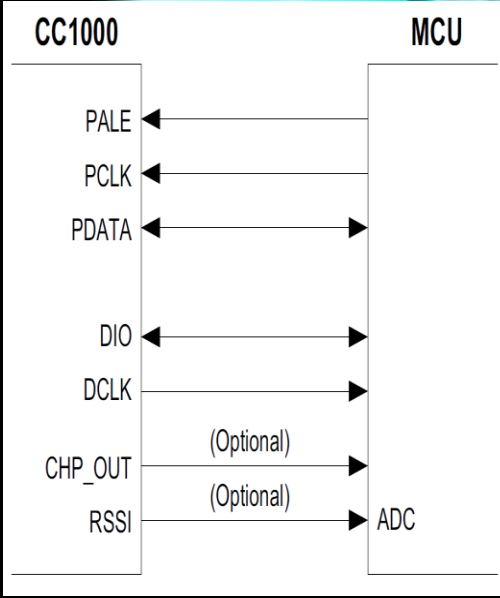 CC1000 MCU
PALE
PCLK
PDATA
DIO
DCLK
(Optional)
CHP_OUT
(Optional)
RSSI ADC